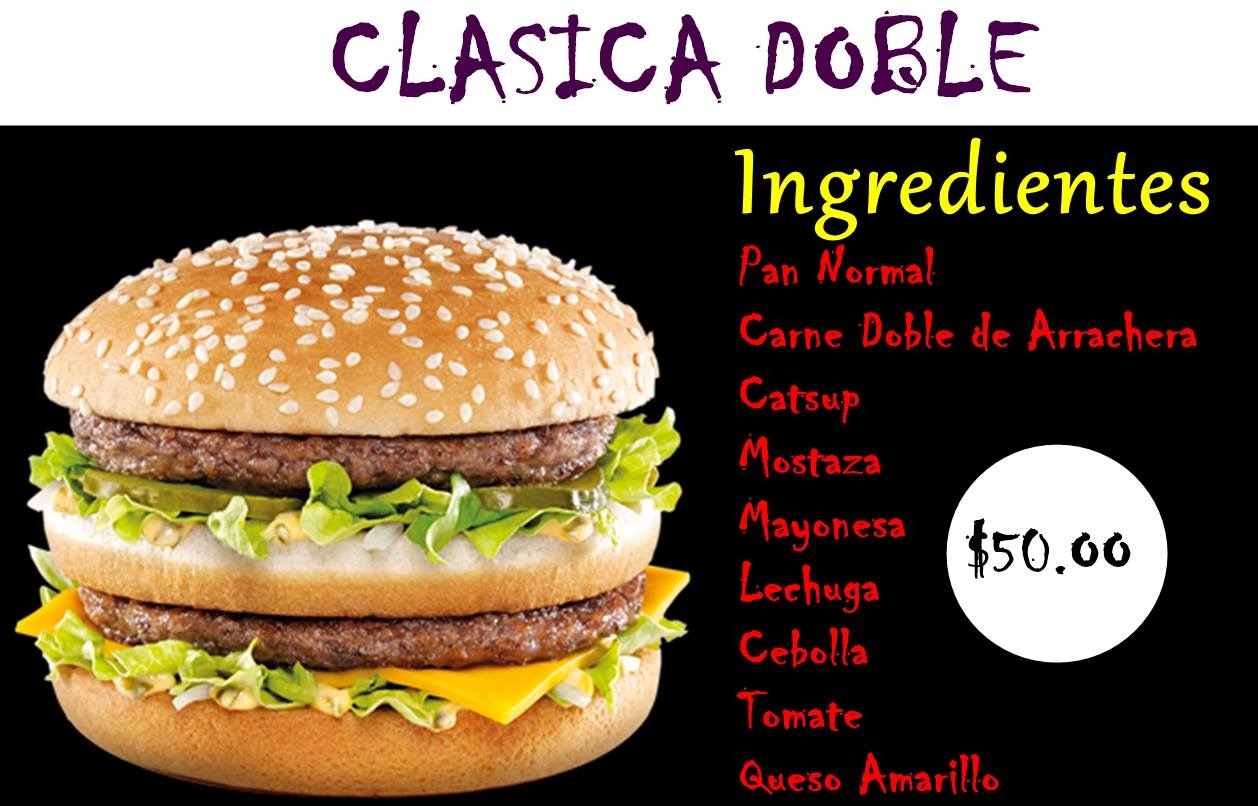 CLASICA DOBLE
Ingredientes
Pan Normal
Carne Doble de Arrachera
Catsup
Mostaza
Mayonesa
$50.00
Lechuga
Cebolla
Tomate
Queso Amarillo